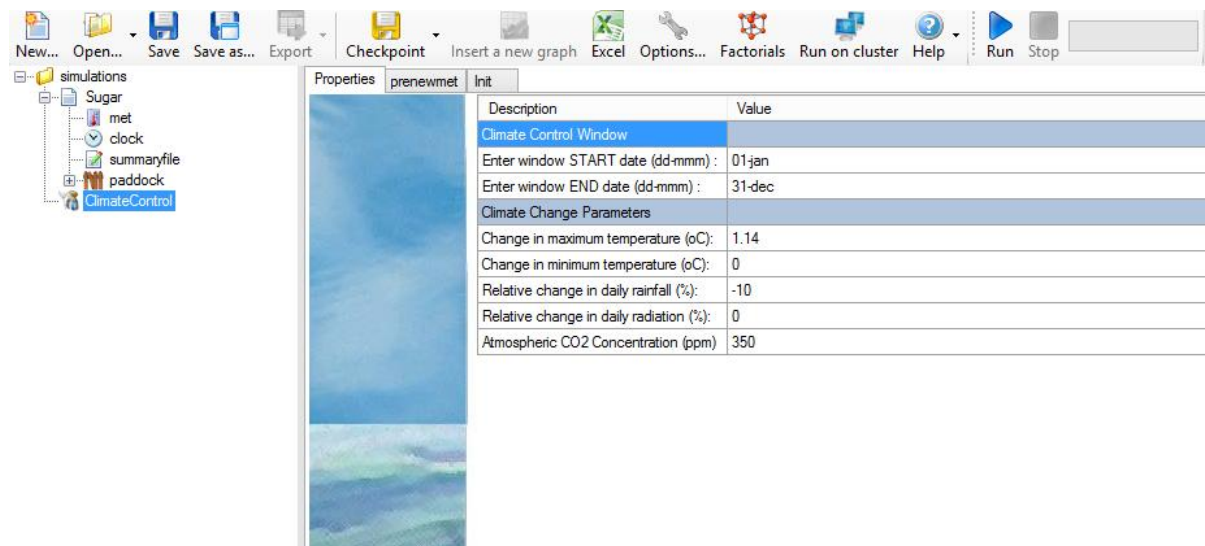 New... Open... Save Save as... Export Checkpoint Insert a new graph Excel Options... Factorials Run on cluster Help Run Stop
simulations
Sugar
met
clock
summaryfile
paddock
ClimateControl
Properties prenewmet Init
Description Value
Climate Control Window
Enter window START date (dd-mmm) : 01-jan
Enter window END date (dd-mmm) : 31-dec
Climate Change Parameters
Change in maximum temperature (oC): 1.14
Change in minimum temperature (oC): 0
Relative change in daily rainfall (%): -10
Relative change in daily radiation (%): 0
Atmospheric CO2 Concentration (ppm) 350